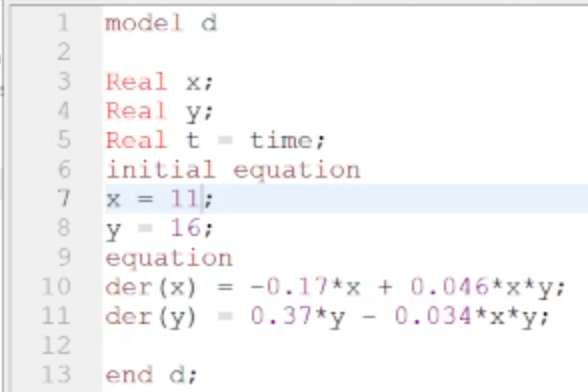 1 model d
2
3 Real x;
4 Real y;
5 Real t = time;
6 initial equation
7 x = 11;
8 y = 16;
9 equation
10 der(x) = -0.17*x + 0.046*x*y;
11 der(y) = 0.37*y - 0.034*x*y;
12
13 end d;